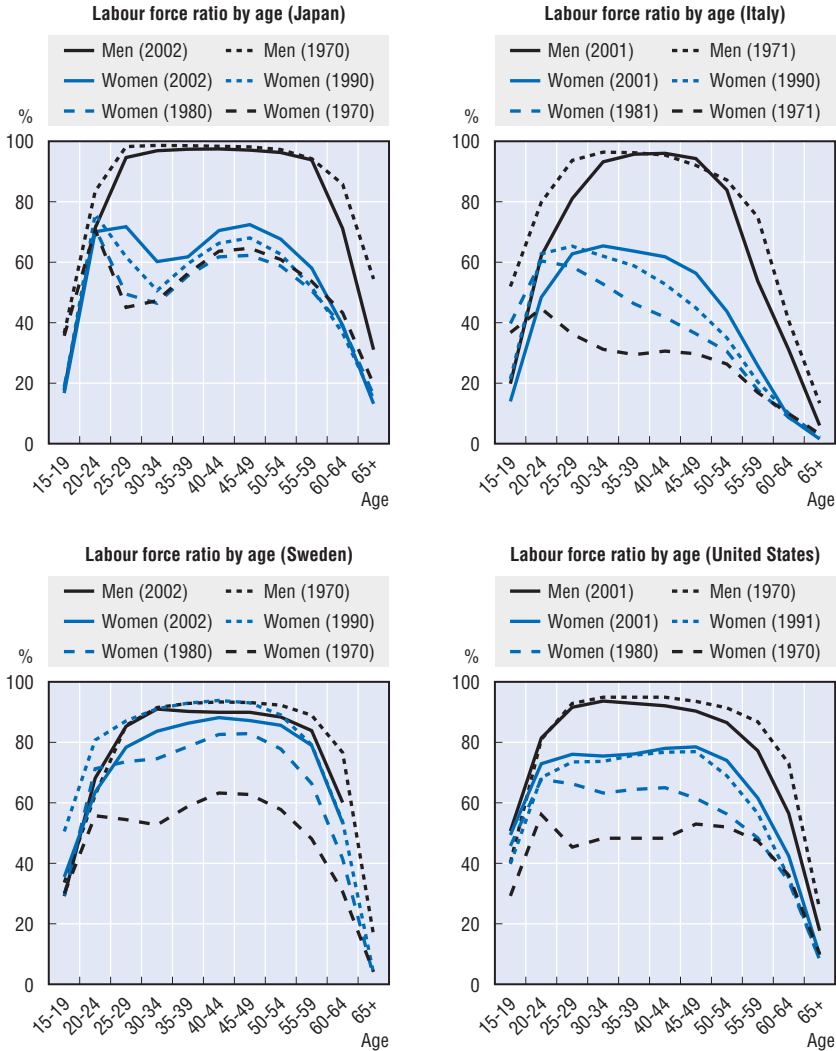 Labour force ratio by age (Japan)
Men (2002) Men (1970)
Women (2002) Women (1990)
Women (1980) Women (1970)
%
100
80
60
40
20
0
15-19 20-24 25-29 30-34 35-39 40-44 45-49 50-54 55-59 60-64 65+
Age
Labour force ratio by age (Italy)
Men (2001) Men (1971)
Women (2001) Women (1990)
Women (1981) Women (1971)
%
100
80
60
40
20
0
15-19 20-24 25-29 30-34 35-39 40-44 45-49 50-54 55-59 60-64 65+
Age
Labour force ratio by age (Sweden)
Men (2002) Men (1970)
Women (2002) Women (1990)
Women (1980) Women (1970)
%
100
80
60
40
20
0
15-19 20-24 25-29 30-34 35-39 40-44 45-49 50-54 55-59 60-64 65+
Age
Labour force ratio by age (United States)
Men (2001) Men (1970)
Women (2001) Women (1991)
Women (1980) Women (1970)
%
100
80
60
40
20
0
15-19 20-24 25-29 30-34 35-39 40-44 45-49 50-54 55-59 60-64 65+
Age